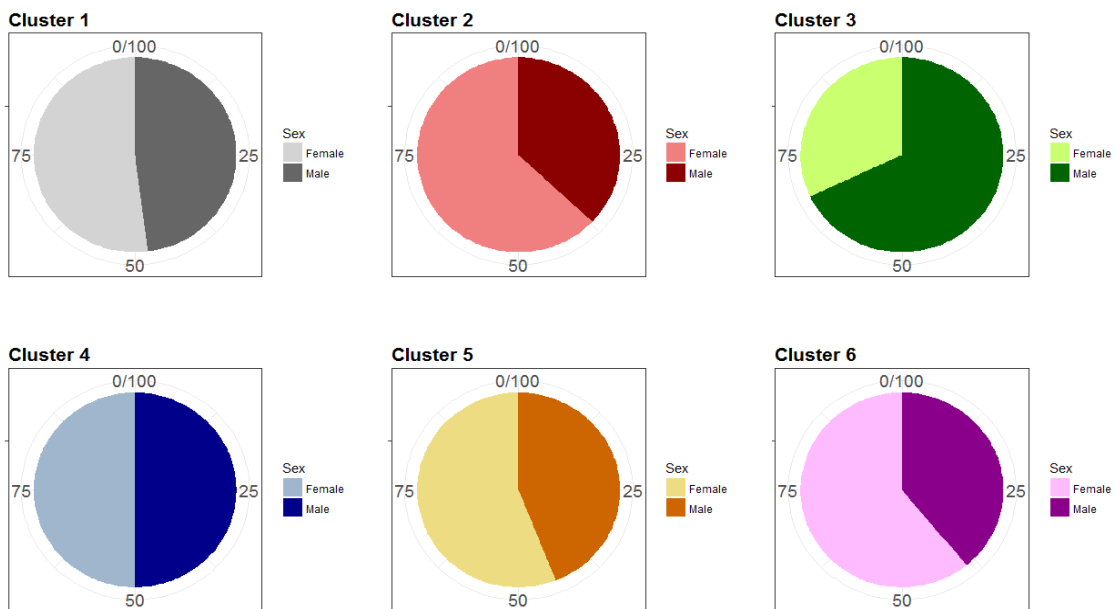 Cluster 1
0/100
75
25
50
Sex
Female
Male
Cluster 2
0/100
75
25
50
Sex
Female
Male
Cluster 3
0/100
75
25
50
Sex
Female
Male
Cluster 4
0/100
75
25
50
Sex
Female
Male
Cluster 5
0/100
75
25
50
Sex
Female
Male
Cluster 6
0/100
75
25
50
Sex
Female
Male